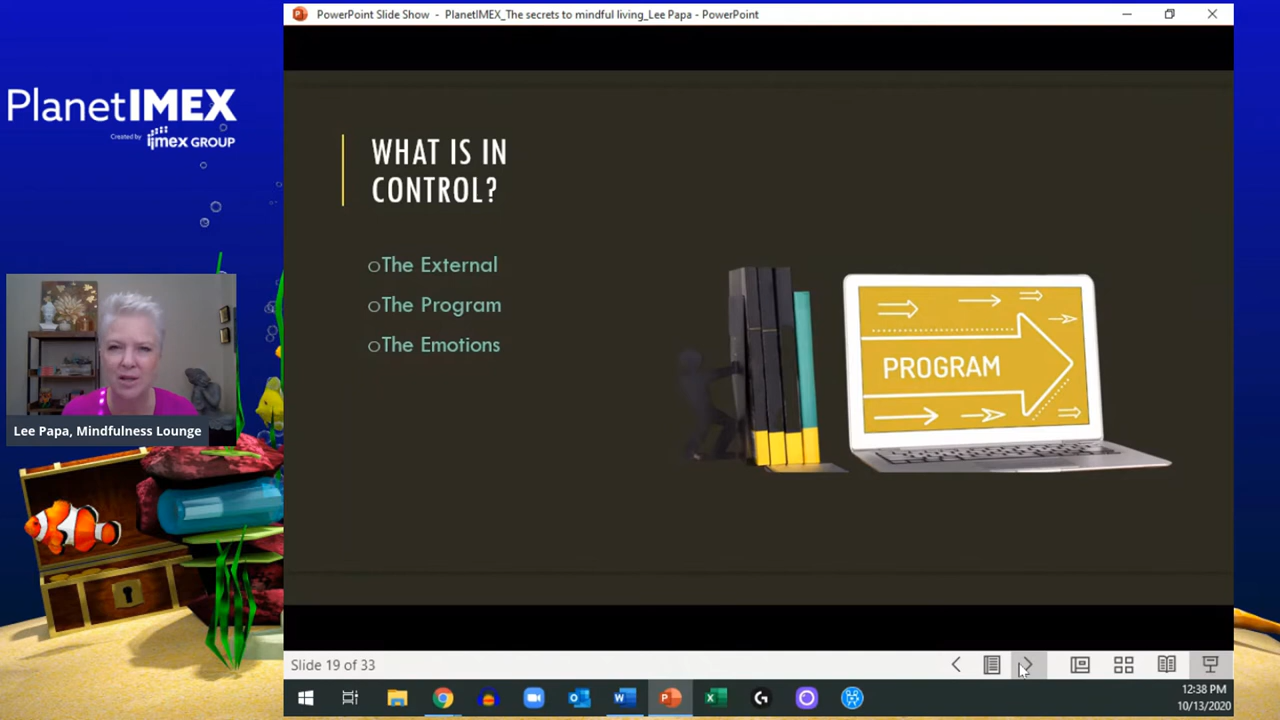 PowerPoint Slide Show - PlanetIMEX_The secrets to mindful living_Lee Papa - PowerPoint
PlanetIMEX
Created by imex GROUP
WHAT IS IN
CONTROL?
The External
The Program
The Emotions
PROGRAM
Lee Papa, Mindfulness Lounge
Slide 19 of 33
12:38 PM
10/13/2020